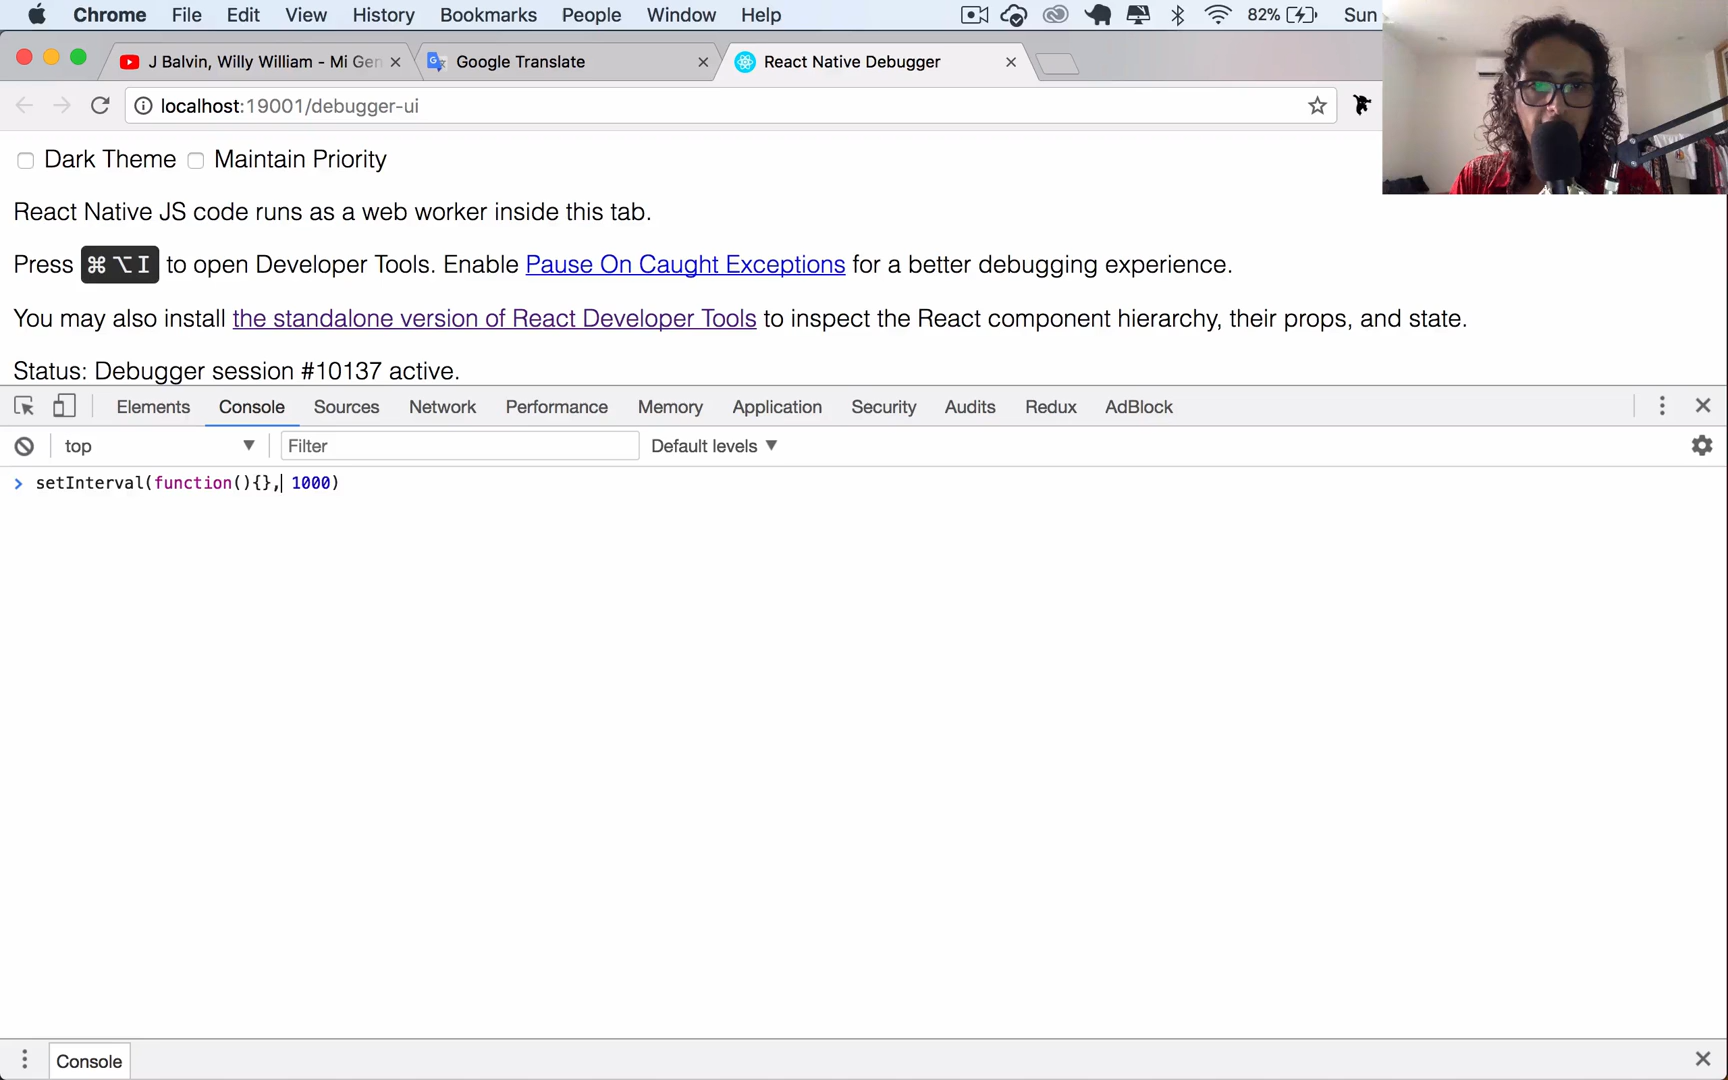 Chrome File Edit View History Bookmarks People Window Help 82% Sun
J Balvin, Willy William - Mi Gen
Google Translate
React Native Debugger
localhost:19001/debugger-ui
Dark Theme Maintain Priority
React Native JS code runs as a web worker inside this tab.
Press ⌘⌥I to open Developer Tools. Enable Pause On Caught Exceptions for a better debugging experience.
You may also install the standalone version of React Developer Tools to inspect the React component hierarchy, their props, and state.
Status: Debugger session #10137 active.
Elements Console Sources Network Performance Memory Application Security Audits Redux AdBlock
top Filter Default levels ▼
> setInterval(function(){}, 1000)
Console